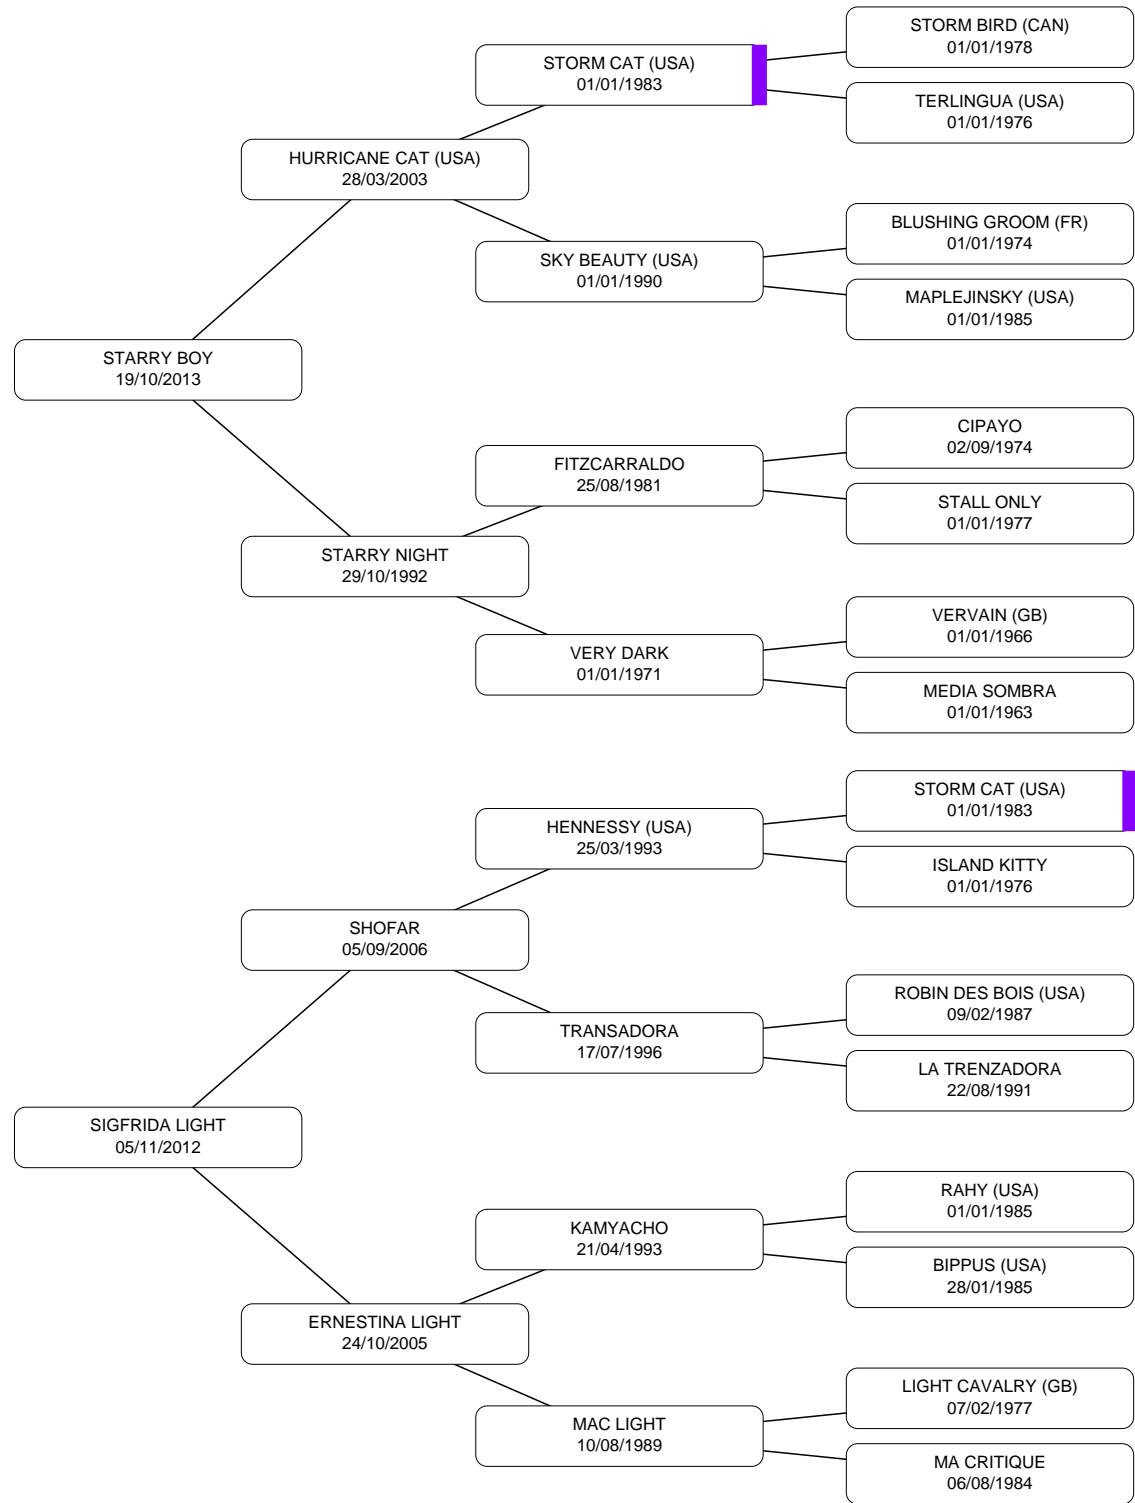 STORM BIRD (CAN)
01/01/1978
STORM CAT (USA)
01/01/1983
TERLINGUA (USA)
01/01/1976
HURRICANE CAT (USA)
28/03/2003
BLUSHING GROOM (FR)
01/01/1974
SKY BEAUTY (USA)
01/01/1990
MAPLEJINSKY (USA)
01/01/1985
STARRY BOY
19/10/2013
CIPAYO
02/09/1974
FITZCARRALDO
25/08/1981
STALL ONLY
01/01/1977
STARRY NIGHT
29/10/1992
VERVAIN (GB)
01/01/1966
VERY DARK
01/01/1971
MEDIA SOMBRA
01/01/1963
STORM CAT (USA)
01/01/1983
HENNESSY (USA)
25/03/1993
ISLAND KITTY
01/01/1976
SHOFAR
05/09/2006
ROBIN DES BOIS (USA)
09/02/1987
TRANSADORA
17/07/1996
LA TRENZADORA
22/08/1991
SIGFRIDA LIGHT
05/11/2012
RAHY (USA)
01/01/1985
KAMYACHO
21/04/1993
BIPPUS (USA)
28/01/1985
ERNESTINA LIGHT
24/10/2005
LIGHT CAVALRY (GB)
07/02/1977
MAC LIGHT
10/08/1989
MA CRITIQUE
06/08/1984